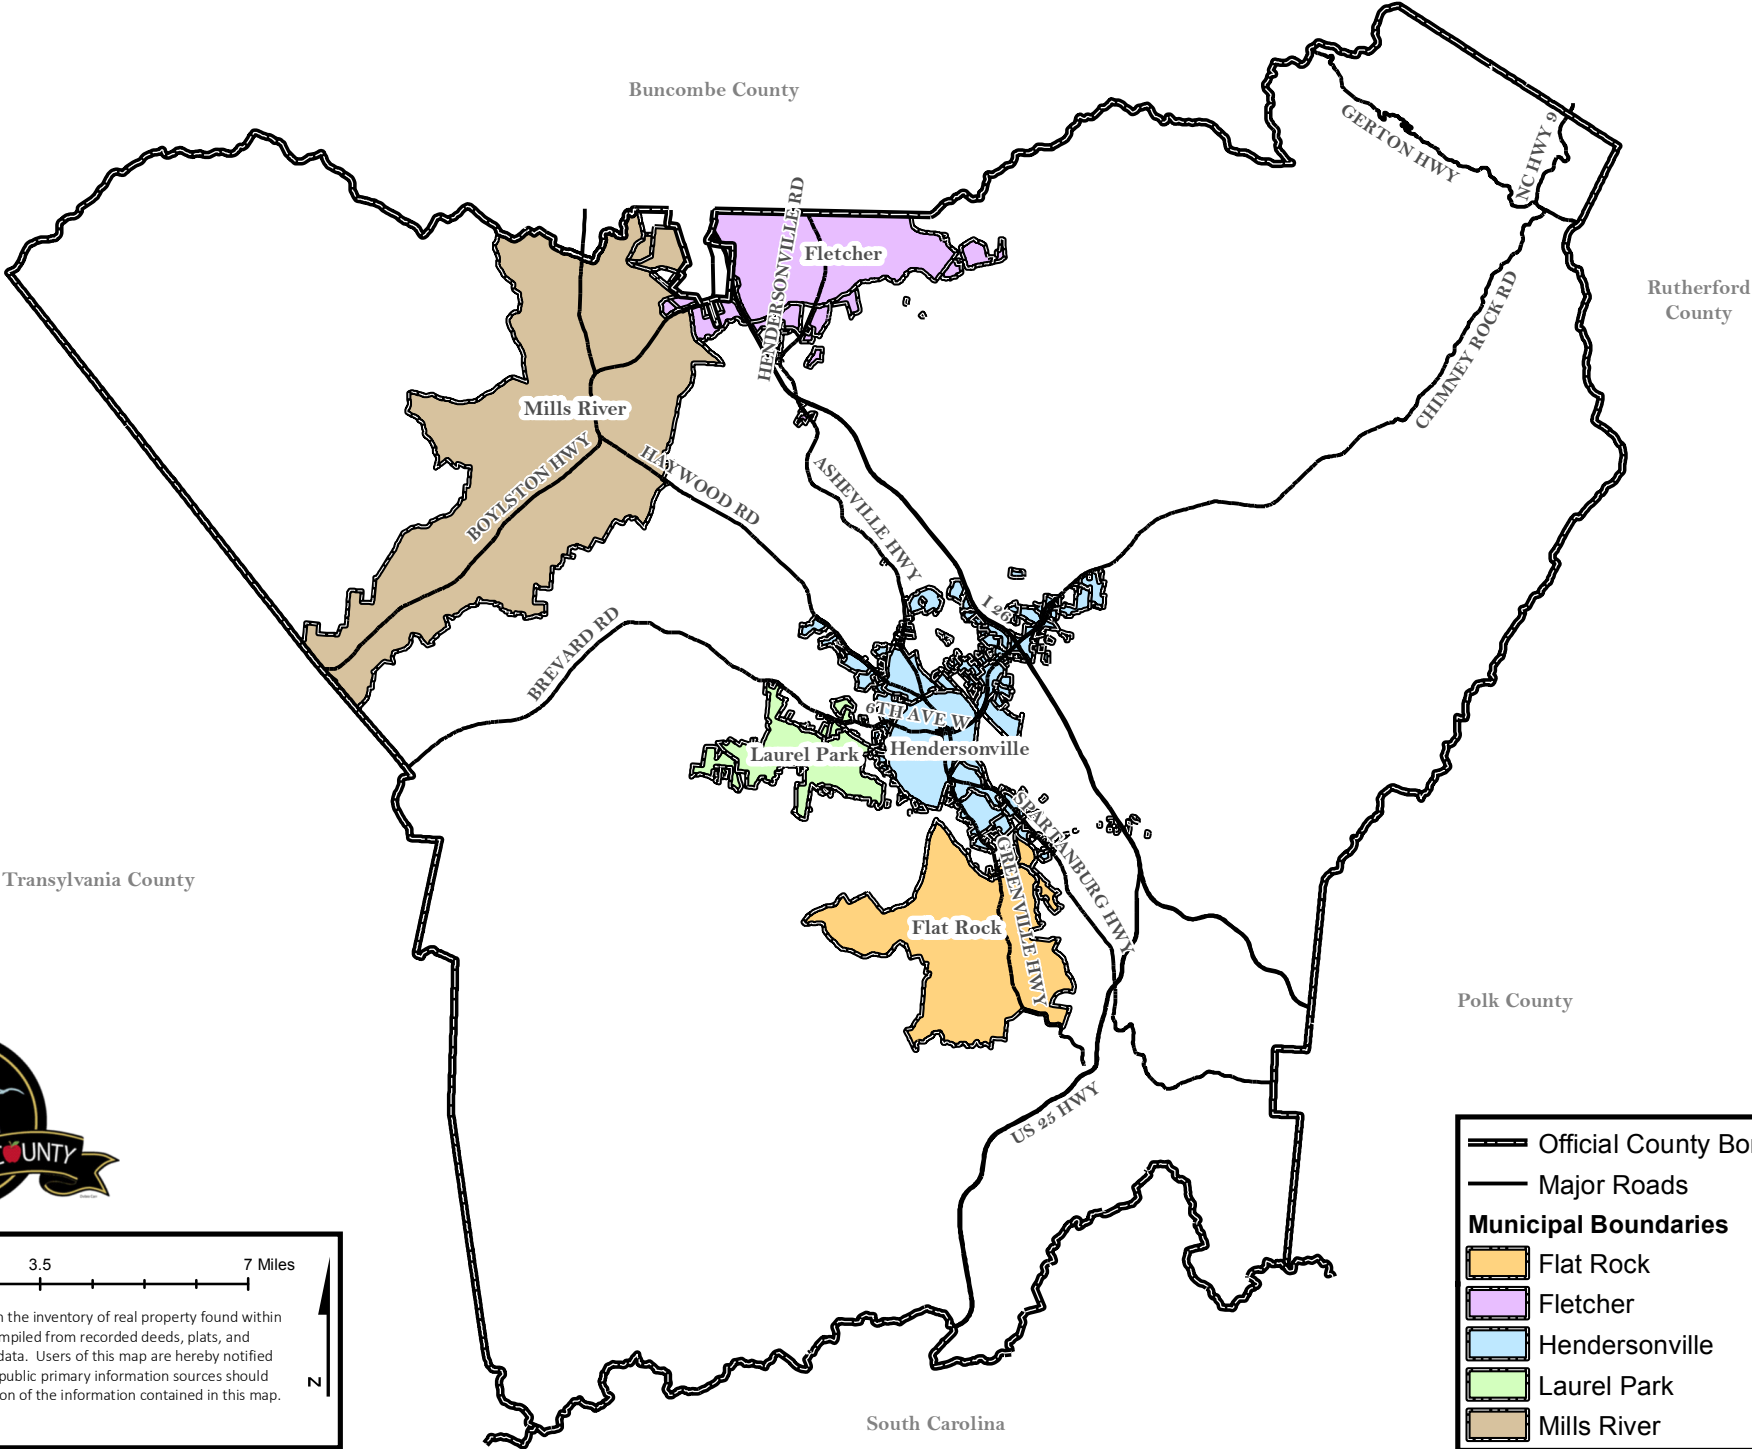 Buncombe County
GERTON HWY
NC HWY 9
HENDERSONVILLE RD
Fletcher
Rutherford
County
CHIMNEY ROCK RD
Mills River
BOYLSTON HWY
HAYWOOD RD
ASHEVILLE HWY
I 26
BREVARD RD
6TH AVE W
Laurel Park
Hendersonville
SPARTANBURG HWY
GREENVILLE HWY
Transylvania County
Flat Rock
Polk County
US 25 HWY
COUNTY
South Carolina
3.5
7 Miles
the inventory of real property found within
mpiled from recorded deeds, plats, and
data. Users of this map are hereby notified
public primary information sources should
on of the information contained in this map.
N
Official County Bo
Major Roads
Municipal Boundaries
Flat Rock
Fletcher
Hendersonville
Laurel Park
Mills River